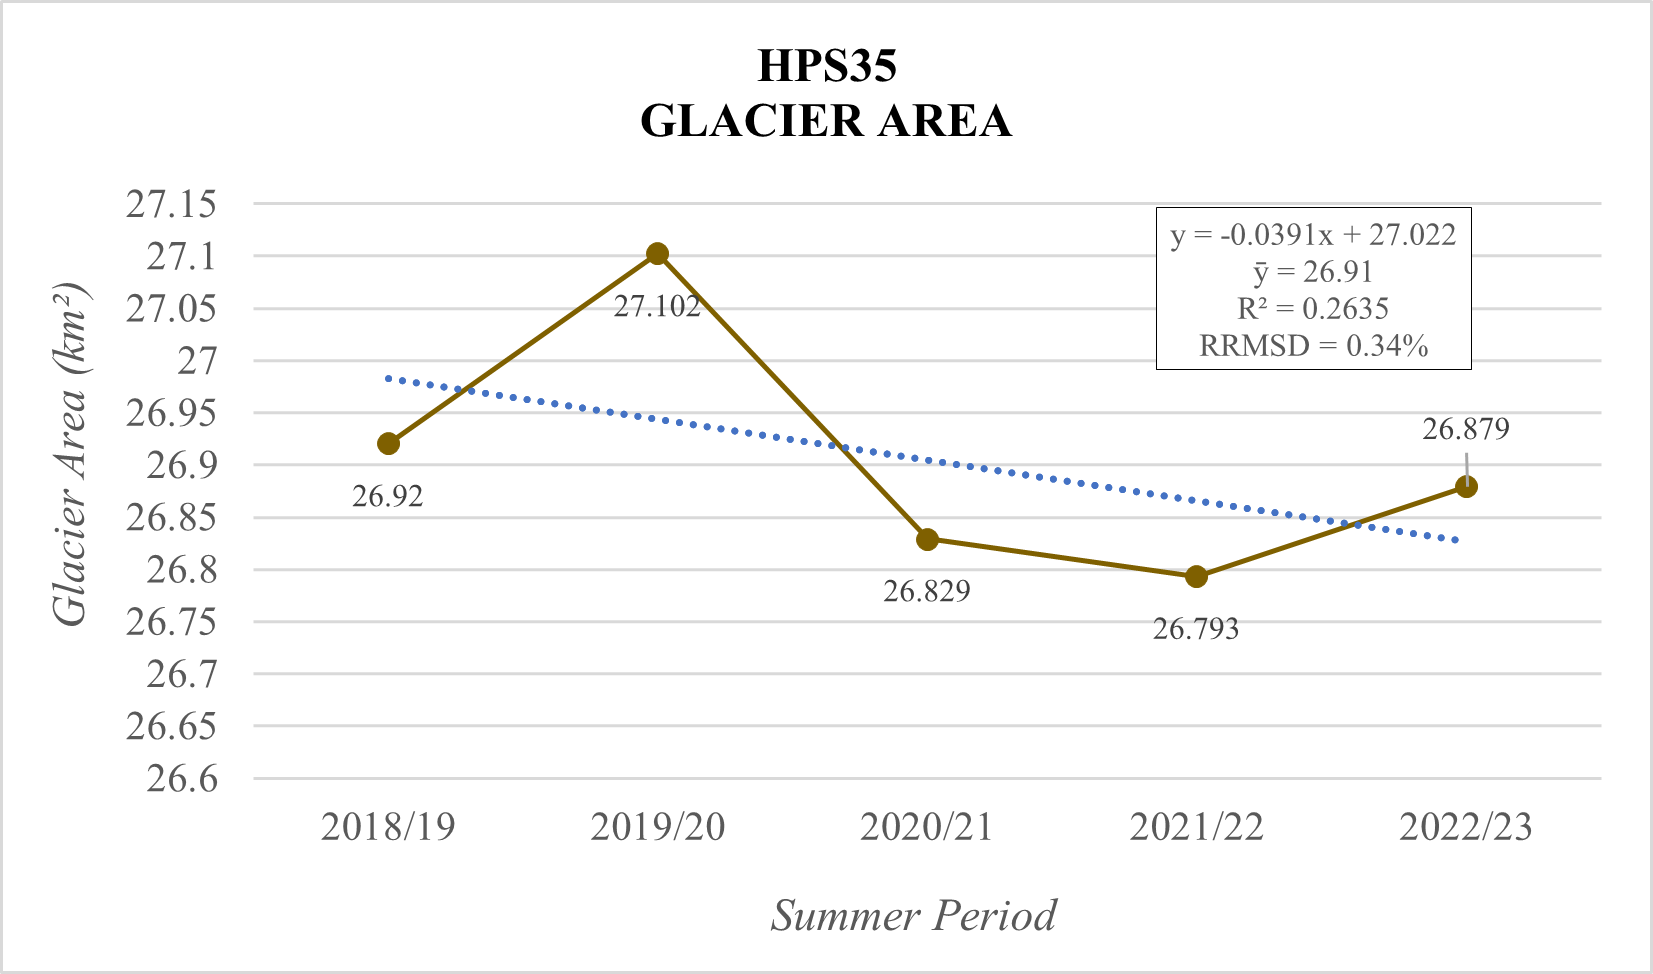 HPS35
GLACIER AREA
27.15
27.1
27.05
27
26.95
26.9
26.85
26.8
26.75
26.7
26.65
26.6
Glacier Area (km²)
y = -0.0391x + 27.022
ȳ = 26.91
R² = 0.2635
RRMSD = 0.34%
26.92
27.102
26.829
26.793
26.879
2018/19
2019/20
2020/21
2021/22
2022/23
Summer Period